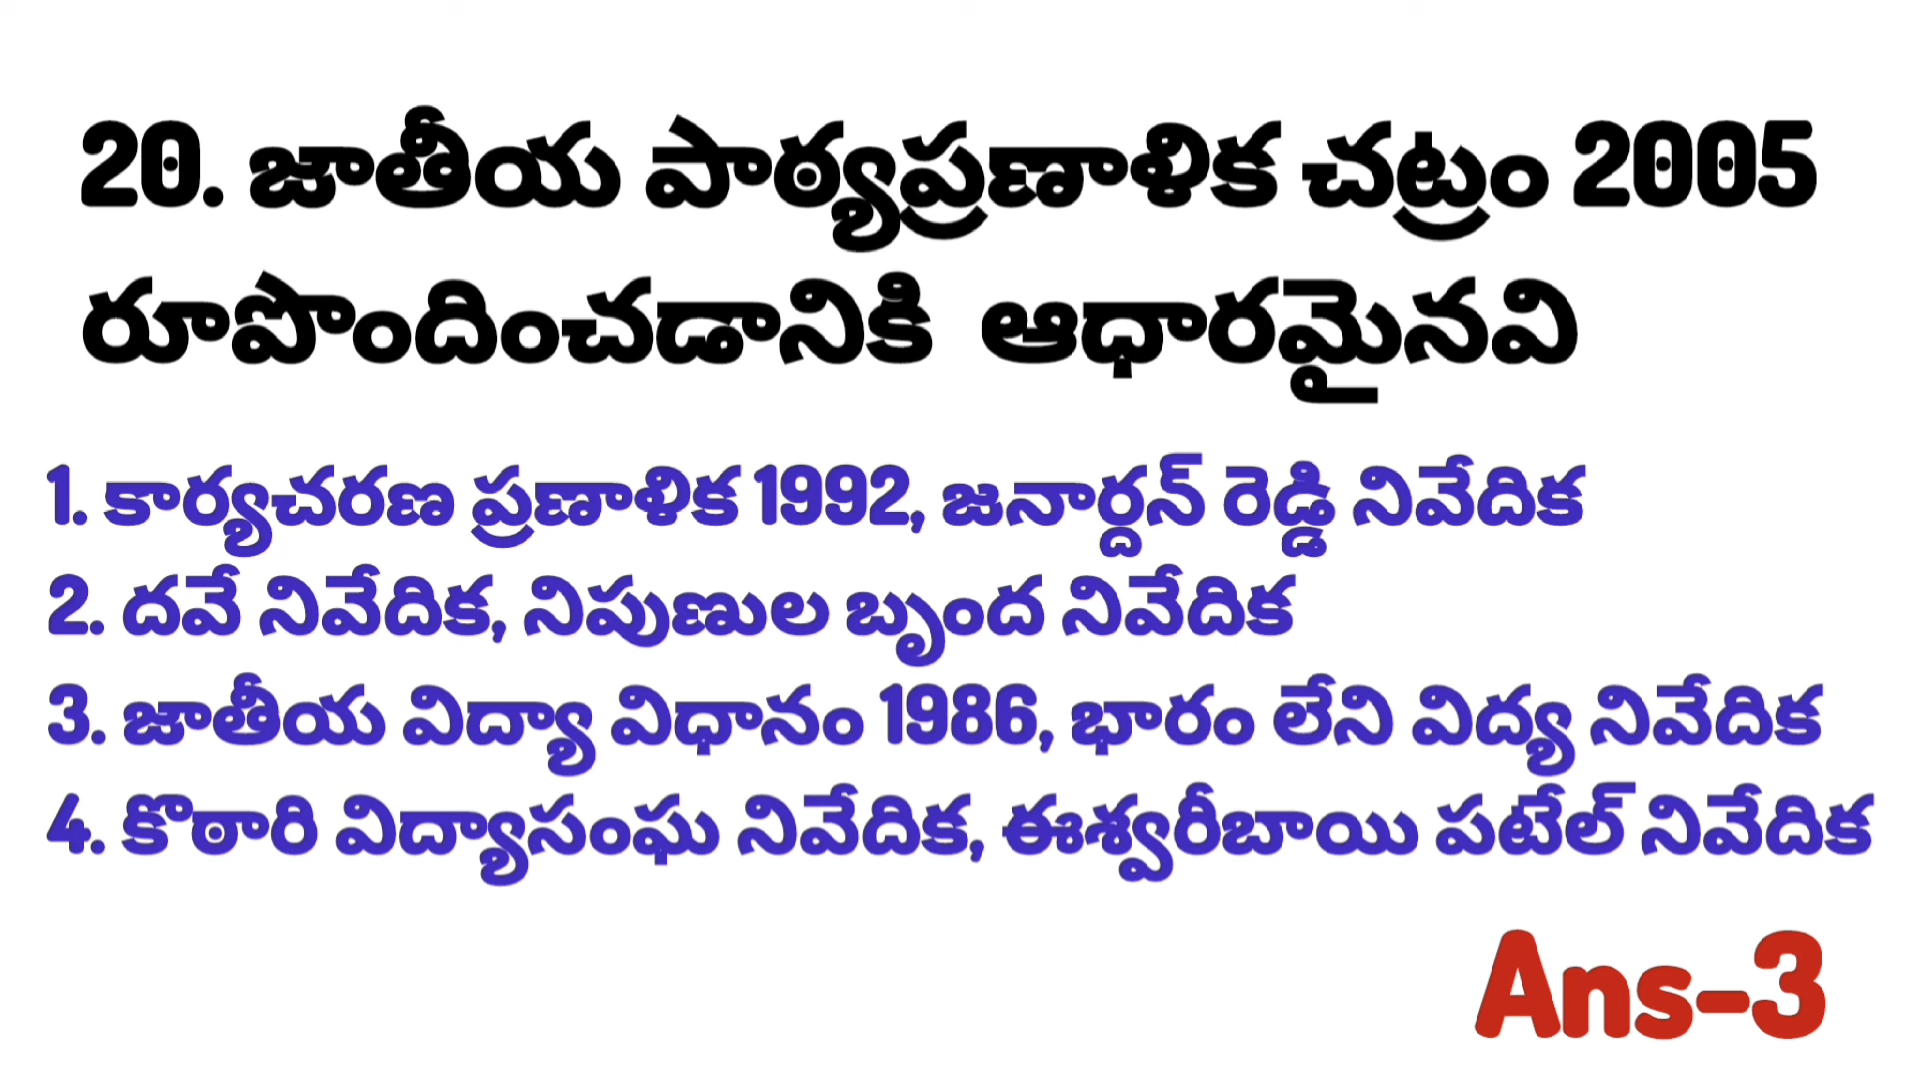 20. జాతీయ పాఠ్యప్రణాళిక చట్రం 2005
రూపొందించడానికి ఆధారమైనవి
1. కార్యచరణ ప్రణాళిక 1992, జనార్దన్ రెడ్డి నివేదిక
2. దవే నివేదిక, నిపుణుల బృంద నివేదిక
3. జాతీయ విద్యా విధానం 1986, భారం లేని విద్య నివేదిక
4. కొఠారి విద్యాసంఘ నివేదిక, ఈశ్వరీబాయి పటేల్ నివేదిక
Ans-3